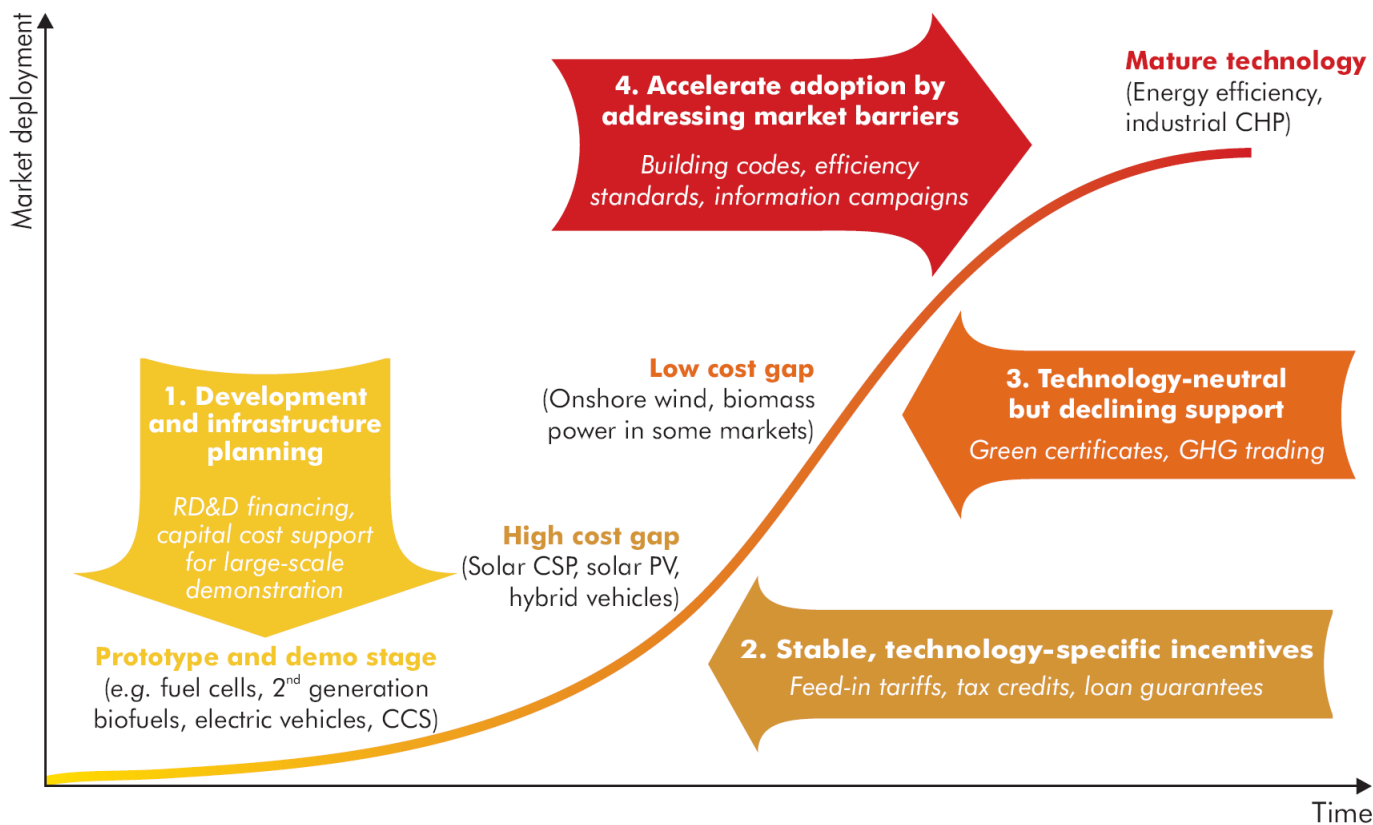 Market deployment
4. Accelerate adoption by
addressing market barriers
Building codes, efficiency
standards, information campaigns
Mature technology
(Energy efficiency,
industrial CHP)
1. Development
and infrastructure
planning
RD&D financing,
capital cost support
for large-scale
demonstration
Low cost gap
(Onshore wind, biomass
power in some markets)
3. Technology-neutral
but declining support
Green certificates, GHG trading
High cost gap
(Solar CSP, solar PV,
hybrid vehicles)
Prototype and demo stage
(e.g. fuel cells, 2nd generation
biofuels, electric vehicles, CCS)
2. Stable, technology-specific incentives
Feed-in tariffs, tax credits, loan guarantees
Time